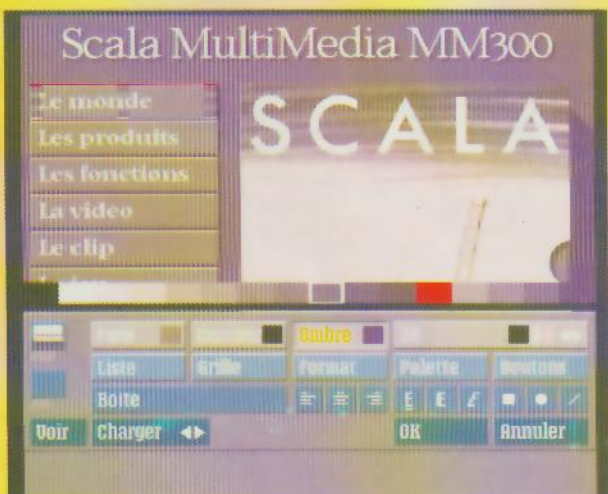 Scala MultiMedia MM300
Le monde
Les produits
Les fonctions
La video
Le clip
SCALA
Ombre
Liste
Grille
Format
Palette
Boutons
Boite
E E E
Voir
Charger
OK
Annuler